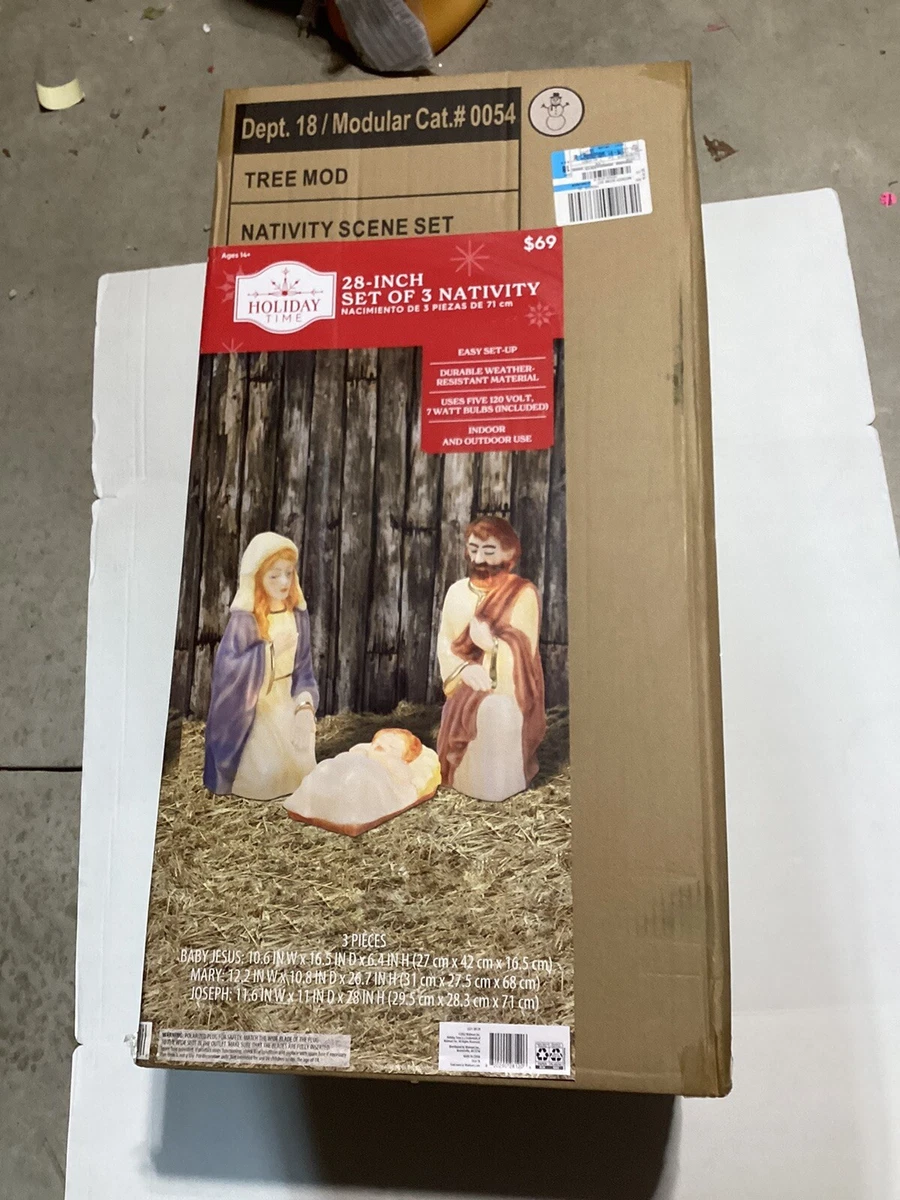 Dept. 18 / Modular Cat.# 0054
TREE MOD
NATIVITY SCENE SET
Ages 14+
$69
HOLIDAY
TIME
28-INCH
SET OF 3 NATIVITY
NACIMIENTO DE 3 PIEZAS DE 71 cm
EASY SET-UP
DURABLE WEATHER-
RESISTANT MATERIAL
USES FIVE 120 VOLT,
7 WATT BULBS (INCLUDED)
INDOOR
AND OUTDOOR USE
3 PIECES
BABY JESUS: 10.6 IN W x 16.5 IN D x 6.4 IN H (27 cm x 42 cm x 16.5 cm)
MARY: 12.2 IN W x 10.8 IN D x 26.7 IN H (31 cm x 27.5 cm x 68 cm)
JOSEPH: 11.6 IN W x 11 IN D x 28 IN H (29.5 cm x 28.3 cm x 71 cm)